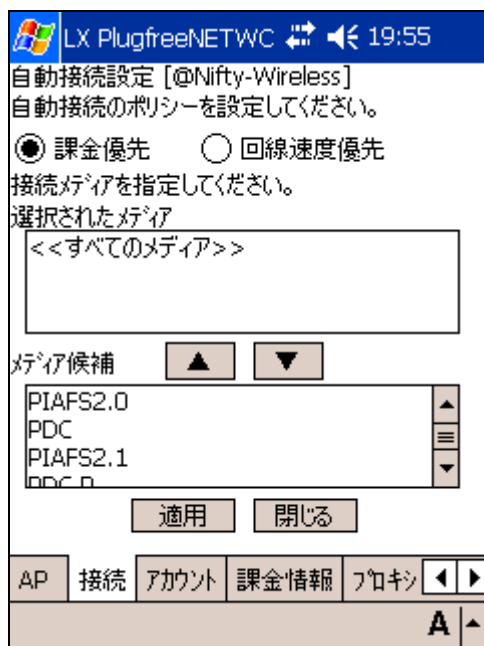 LX PlugfreeNETWC 19:55
自動接続設定 [@Nifty-Wireless]
自動接続のポリシーを設定してください。
課金優先 回線速度優先
接続ﾒﾃﾞｨｱを指定してください。
選択されたﾒﾃﾞｨｱ
<<すべてのメディア>>
ﾒﾃﾞｨｱ候補 ▲ ▼
PIAFS2.0
PDC
PIAFS2.1
適用 閉じる
AP 接続 ｱｶｳﾝﾄ 課金情報 ﾌﾟﾛｷｼ
A